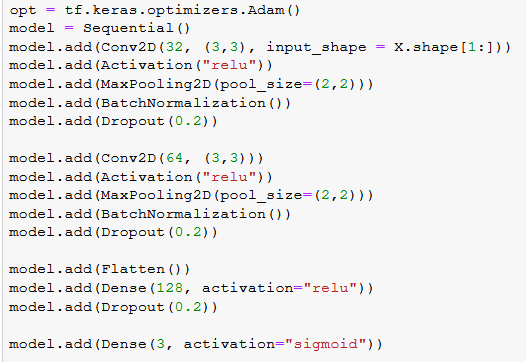 opt = tf.keras.optimizers.Adam()
model = Sequential()
model.add(Conv2D(32, (3,3), input_shape = X.shape[1:]))
model.add(Activation("relu"))
model.add(MaxPooling2D(pool_size=(2,2)))
model.add(BatchNormalization())
model.add(Dropout(0.2))

model.add(Conv2D(64, (3,3)))
model.add(Activation("relu"))
model.add(MaxPooling2D(pool_size=(2,2)))
model.add(BatchNormalization())
model.add(Dropout(0.2))

model.add(Flatten())
model.add(Dense(128, activation="relu"))
model.add(Dropout(0.2))

model.add(Dense(3, activation="sigmoid"))